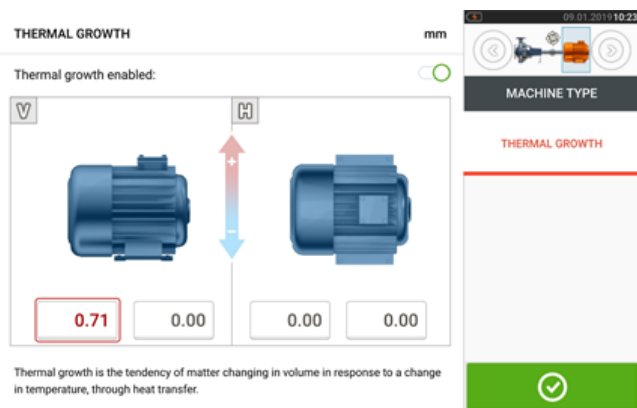 THERMAL GROWTH
mm
Thermal growth enabled:
V
H
+
-
0.71
0.00
0.00
0.00
Thermal growth is the tendency of matter changing in volume in response to a change
in temperature, through heat transfer.
09.01.2019 10:23
MACHINE TYPE
THERMAL GROWTH